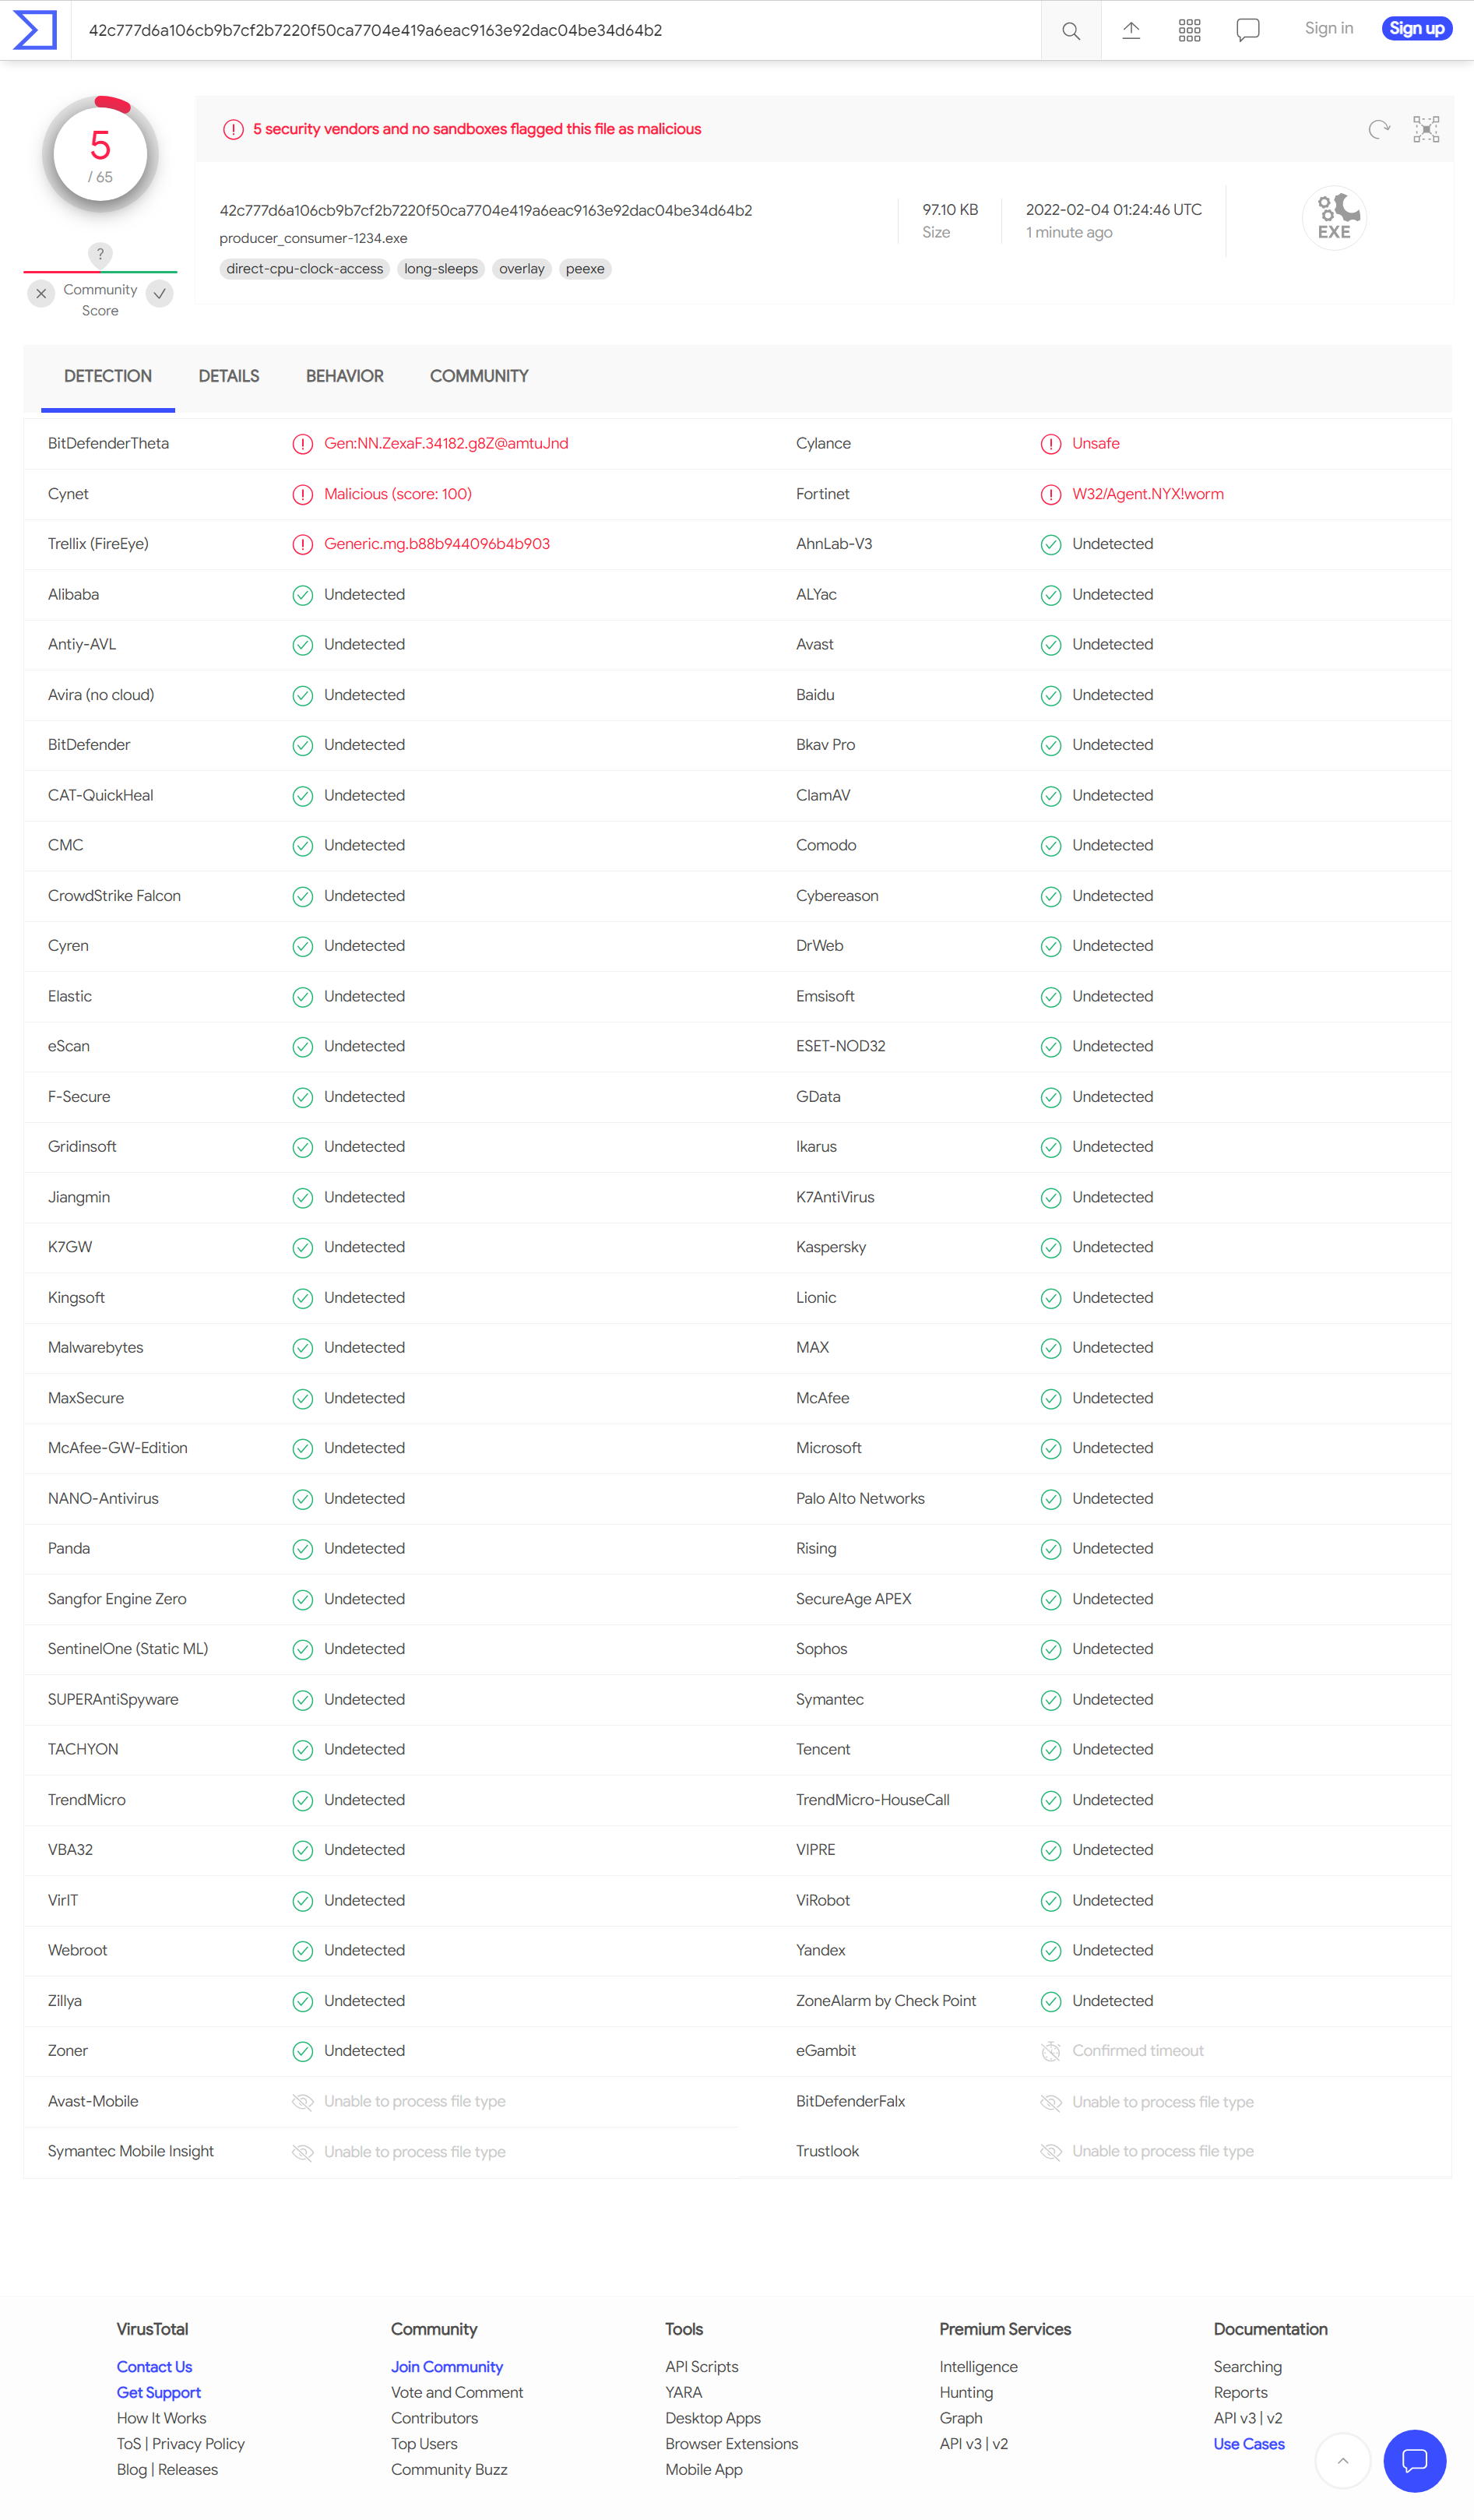 42c777d6a106cb9b7cf2b7220f50ca7704e419a6eac9163e92dac04be34d64b2
Sign in
Sign up
5
/ 65
5 security vendors and no sandboxes flagged this file as malicious
42c777d6a106cb9b7cf2b7220f50ca7704e419a6eac9163e92dac04be34d64b2
producer_consumer-1234.exe
direct-cpu-clock-access long-sleeps overlay peexe
97.10 KB
Size
2022-02-04 01:24:46 UTC
1 minute ago
EXE
?
Community
Score
DETECTION DETAILS BEHAVIOR COMMUNITY
BitDefenderTheta Gen:NN.ZexaF.34182.g8Z@amtuJnd Cylance Unsafe
Cynet Malicious (score: 100) Fortinet W32/Agent.NYX!worm
Trellix (FireEye) Generic.mg.b88b944096b4b903 AhnLab-V3 Undetected
Alibaba Undetected ALYac Undetected
Antiy-AVL Undetected Avast Undetected
Avira (no cloud) Undetected Baidu Undetected
BitDefender Undetected Bkav Pro Undetected
CAT-QuickHeal Undetected ClamAV Undetected
CMC Undetected Comodo Undetected
CrowdStrike Falcon Undetected Cybereason Undetected
Cyren Undetected DrWeb Undetected
Elastic Undetected Emsisoft Undetected
eScan Undetected ESET-NOD32 Undetected
F-Secure Undetected GData Undetected
Gridinsoft Undetected Ikarus Undetected
Jiangmin Undetected K7AntiVirus Undetected
K7GW Undetected Kaspersky Undetected
Kingsoft Undetected Lionic Undetected
Malwarebytes Undetected MAX Undetected
MaxSecure Undetected McAfee Undetected
McAfee-GW-Edition Undetected Microsoft Undetected
NANO-Antivirus Undetected Palo Alto Networks Undetected
Panda Undetected Rising Undetected
Sangfor Engine Zero Undetected SecureAge APEX Undetected
SentinelOne (Static ML) Undetected Sophos Undetected
SUPERAntiSpyware Undetected Symantec Undetected
TACHYON Undetected Tencent Undetected
TrendMicro Undetected TrendMicro-HouseCall Undetected
VBA32 Undetected VIPRE Undetected
VirIT Undetected ViRobot Undetected
Webroot Undetected Yandex Undetected
Zillya Undetected ZoneAlarm by Check Point Undetected
Zoner Undetected eGambit Confirmed timeout
Avast-Mobile Unable to process file type BitDefenderFalx Unable to process file type
Symantec Mobile Insight Unable to process file type Trustlook Unable to process file type
VirusTotal
Contact Us
Get Support
How It Works
ToS | Privacy Policy
Blog | Releases
Community
Join Community
Vote and Comment
Contributors
Top Users
Community Buzz
Tools
API Scripts
YARA
Desktop Apps
Browser Extensions
Mobile App
Premium Services
Intelligence
Hunting
Graph
API v3 | v2
Documentation
Searching
Reports
API v3 | v2
Use Cases